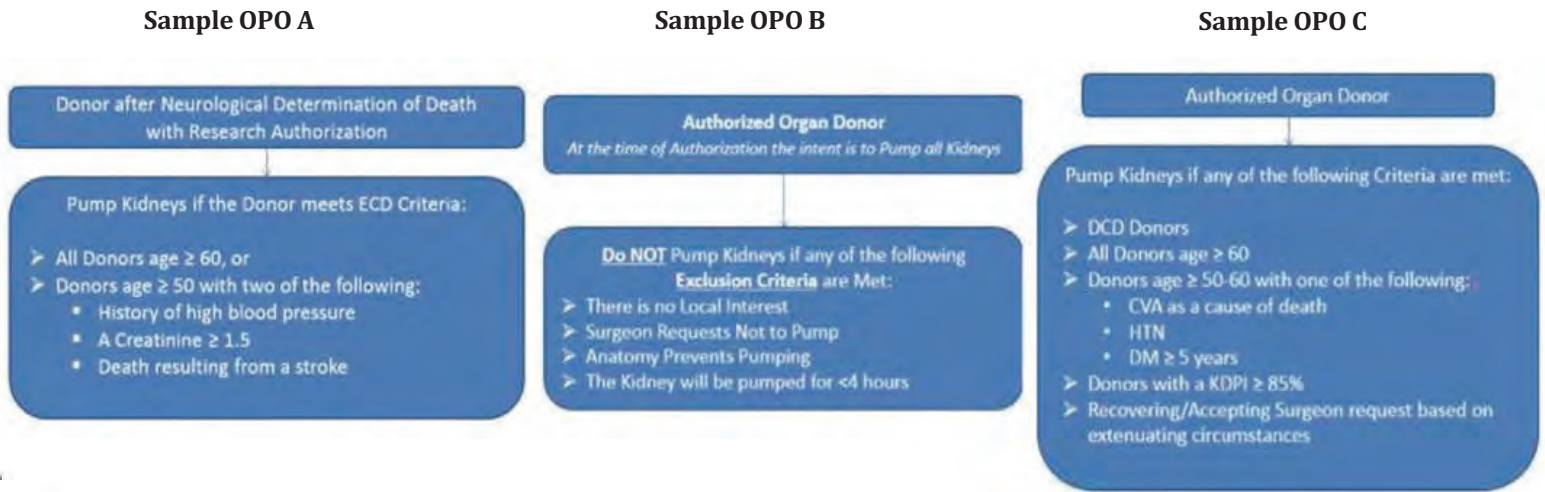 Sample OPO A
Donor after Neurological Determination of Death
with Research Authorization
Pump Kidneys if the Donor meets ECD Criteria:
➢ All Donors age ≥ 60, or
➢ Donors age ≥ 50 with two of the following:
▪ History of high blood pressure
▪ A Creatinine ≥ 1.5
▪ Death resulting from a stroke
Sample OPO B
Authorized Organ Donor
At the time of Authorization the intent is to Pump all Kidneys
Do NOT Pump Kidneys if any of the following
Exclusion Criteria are Met:
➢ There is no Local Interest
➢ Surgeon Requests Not to Pump
➢ Anatomy Prevents Pumping
➢ The Kidney will be pumped for <4 hours
Sample OPO C
Authorized Organ Donor
Pump Kidneys if any of the following Criteria are met:
➢ DCD Donors
➢ All Donors age ≥ 60
➢ Donors age ≥ 50-60 with one of the following:
• CVA as a cause of death
• HTN
• DM ≥ 5 years
➢ Donors with a KDPI ≥ 85%
➢ Recovering/Accepting Surgeon request based on
extenuating circumstances